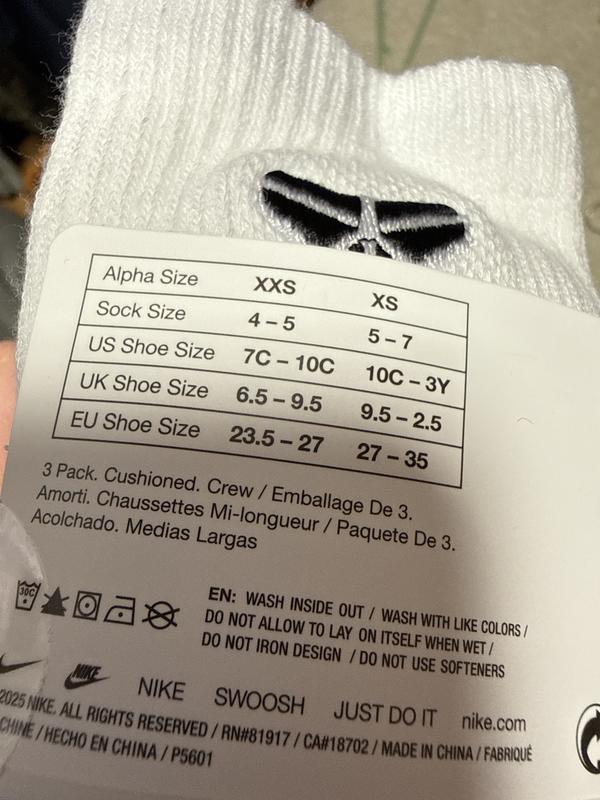 Alpha Size XXS XS
Sock Size 4 – 5 5 – 7
US Shoe Size 7C – 10C 10C – 3Y
UK Shoe Size 6.5 – 9.5 9.5 – 2.5
EU Shoe Size 23.5 – 27 27 – 35
3 Pack. Cushioned. Crew / Emballage De 3.
Amorti. Chaussettes Mi-longueur / Paquete De 3.
Acolchado. Medias Largas
30C
EN: WASH INSIDE OUT / WASH WITH LIKE COLORS /
DO NOT ALLOW TO LAY ON ITSELF WHEN WET /
DO NOT IRON DESIGN / DO NOT USE SOFTENERS
NIKE NIKE SWOOSH JUST DO IT nike.com
2025 NIKE. ALL RIGHTS RESERVED / RN#81917 / CA#18702 / MADE IN CHINA / FABRIQUÉ
CHINE / HECHO EN CHINA / P5601